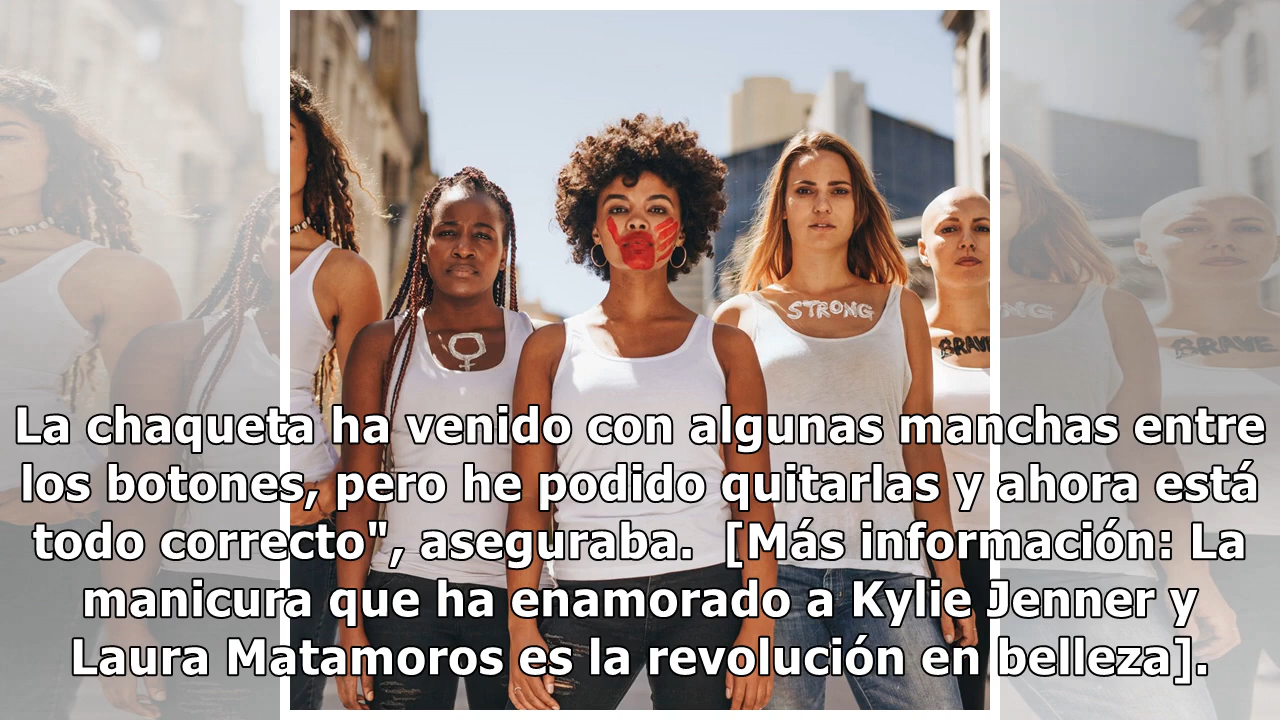 STRONG
BRAVE
La chaqueta ha venido con algunas manchas entre
los botones, pero he podido quitarlas y ahora está
todo correcto", aseguraba.  [Más información: La
manicura que ha enamorado a Kylie Jenner y
Laura Matamoros es la revolución en belleza].